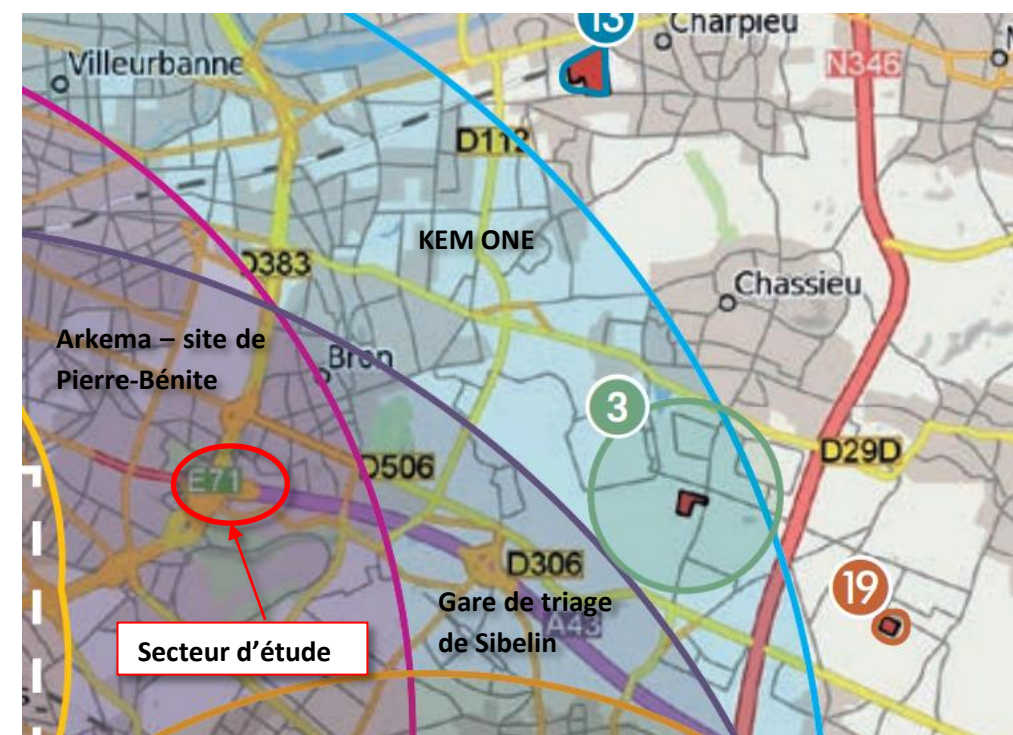 13
Charpieu
Villeurbanne
N346
D112
KEM ONE
D383
Chassieu
Arkema – site de
Pierre-Bénite
Bron
3
D29D
D506
E71
D306
Gare de triage
de Sibelin
A43
19
Secteur d'étude